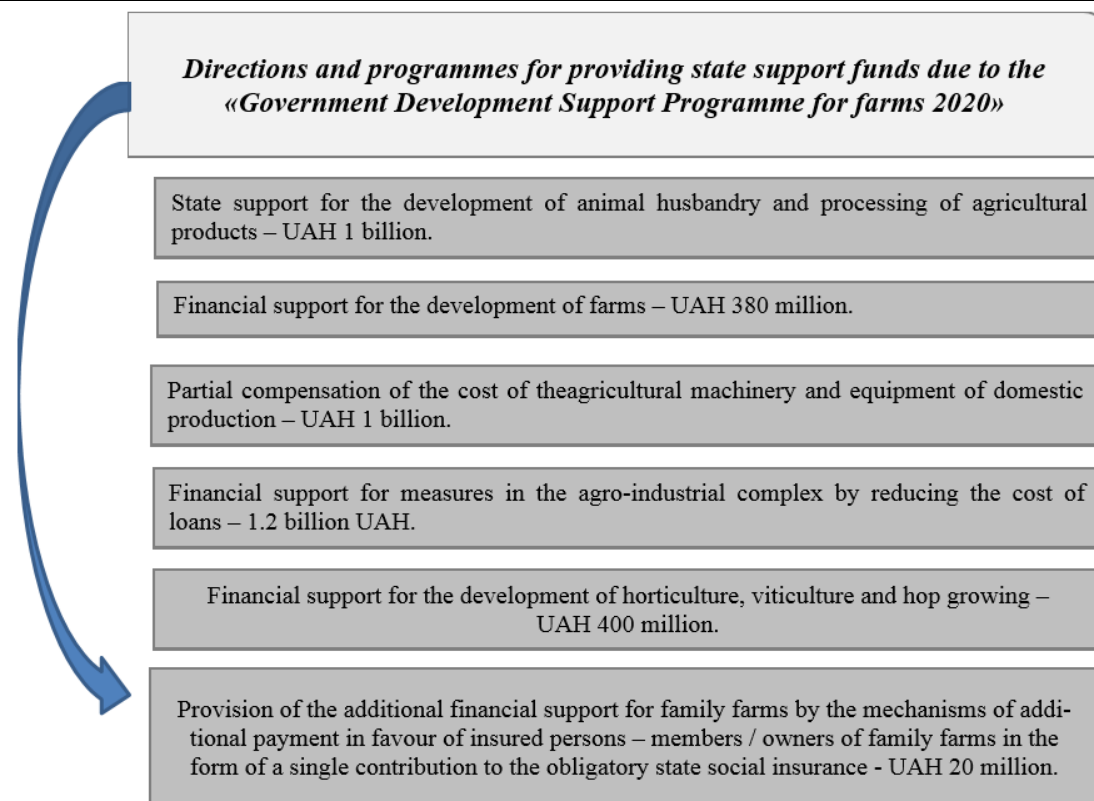 Directions and programmes for providing state support funds due to the
«Government Development Support Programme for farms 2020»
State support for the development of animal husbandry and processing of agricultural
products – UAH 1 billion.
Financial support for the development of farms – UAH 380 million.
Partial compensation of the cost of theagricultural machinery and equipment of domestic
production – UAH 1 billion.
Financial support for measures in the agro-industrial complex by reducing the cost of
loans – 1.2 billion UAH.
Financial support for the development of horticulture, viticulture and hop growing –
UAH 400 million.
Provision of the additional financial support for family farms by the mechanisms of addi-
tional payment in favour of insured persons – members / owners of family farms in the
form of a single contribution to the obligatory state social insurance - UAH 20 million.